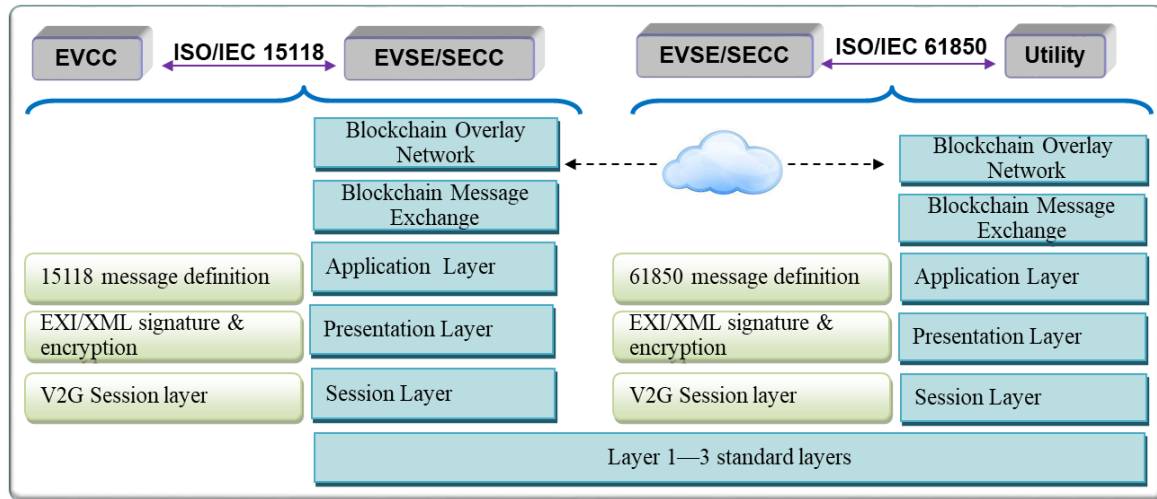 EVCC
ISO/IEC 15118
EVSE/SECC
EVSE/SECC
ISO/IEC 61850
Utility
Blockchain Overlay
Network
Blockchain Message
Exchange
15118 message definition
Application Layer
EXI/XML signature &
encryption
Presentation Layer
V2G Session layer
Session Layer
Blockchain Overlay
Network
Blockchain Message
Exchange
61850 message definition
Application Layer
EXI/XML signature &
encryption
Presentation Layer
V2G Session layer
Session Layer
Layer 1—3 standard layers